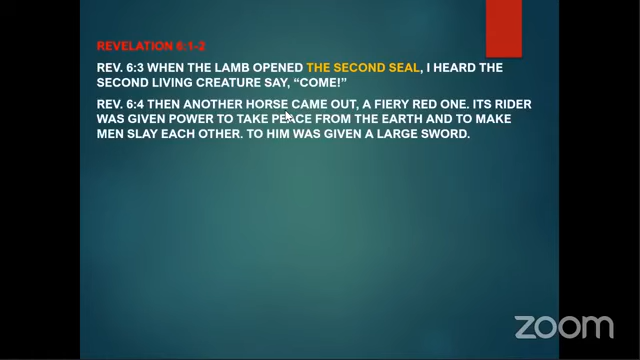 REVELATION 6:1-2
REV. 6:3 WHEN THE LAMB OPENED THE SECOND SEAL, I HEARD THE
SECOND LIVING CREATURE SAY, “COME!”
REV. 6:4 THEN ANOTHER HORSE CAME OUT, A FIERY RED ONE. ITS RIDER
WAS GIVEN POWER TO TAKE PEACE FROM THE EARTH AND TO MAKE
MEN SLAY EACH OTHER. TO HIM WAS GIVEN A LARGE SWORD.
zoom